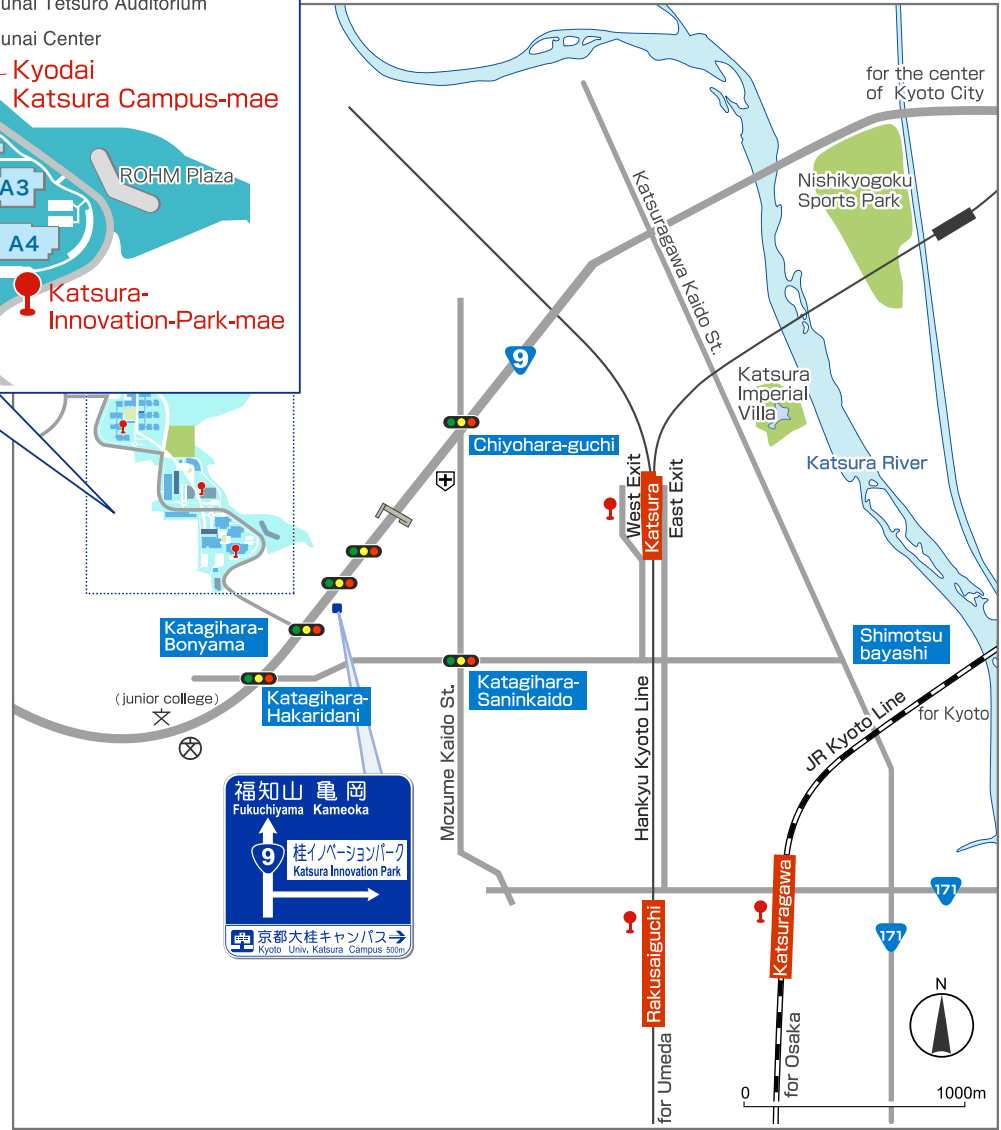 unai Tetsuro Auditorium
unai Center
Kyodai
Katsura Campus-mae
ROHM Plaza
A3
A4
Katsura-
Innovation-Park-mae
for the center
of Kyoto City
Nishikyogoku
Sports Park
Katsuragawa Kaido St.
9
Katsura
Imperial
Villa
Chiyohara-guchi
Katsura River
West Exit
Katsura
East Exit
Katagihara-
Bonyama
Shimotsu
bayashi
(junior college)
Katagihara-
Hakaridani
Katagihara-
Saninkaido
for Kyoto
JR Kyoto Line
Mozume Kaido St.
Hankyu Kyoto Line
福知山 亀岡
Fukuchiyama Kameoka
9
桂イノベーションパーク
Katsura Innovation Park
京都大桂キャンパス→
Kyoto Univ. Katsura Campus 500m
171
171
Rakusaiguchi
Katsuragawa
N
for Umeda
for Osaka
0 1000m